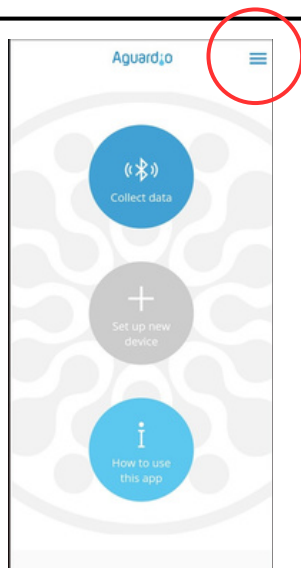 Aguardio
Collect data
Set up new
device
How to use
this app